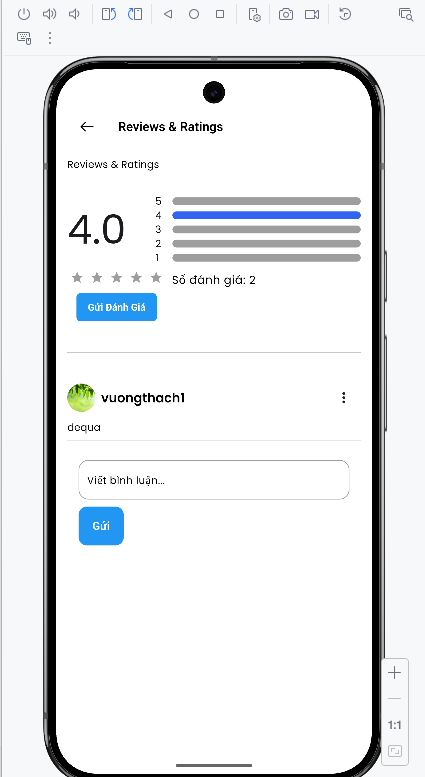 Reviews & Ratings
Reviews & Ratings
4.0
5
4
3
2
1
Số đánh giá: 2
Gửi Đánh Giá
vuongthach1
dequa
Viết bình luận...
Gửi
1:1